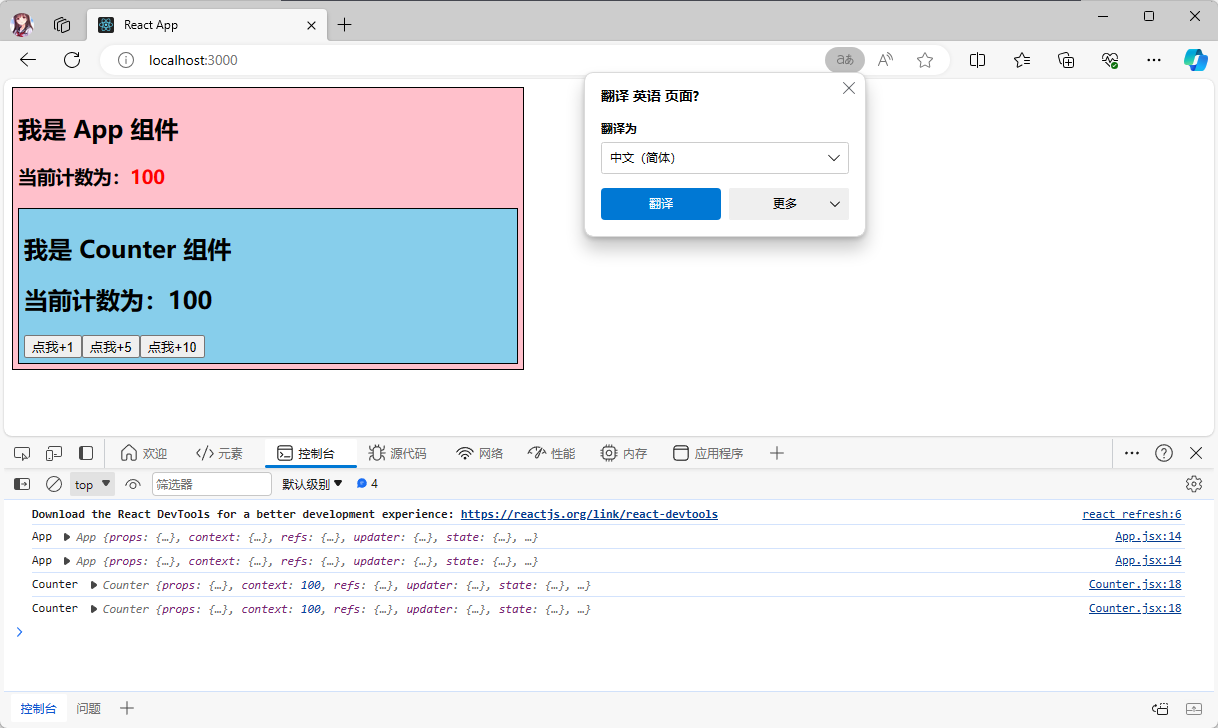 React App
localhost:3000
aあ
翻译 英语 页面?
翻译为
中文（简体）
翻译 更多
我是 App 组件
当前计数为：100
我是 Counter 组件
当前计数为：100
点我+1 点我+5 点我+10
欢迎 元素 控制台 源代码 网络 性能 内存 应用程序
top 筛选器 默认级别 4
Download the React DevTools for a better development experience: https://reactjs.org/link/react-devtools react refresh:6
App App {props: {…}, context: {…}, refs: {…}, updater: {…}, state: {…}, …} App.jsx:14
App App {props: {…}, context: {…}, refs: {…}, updater: {…}, state: {…}, …} App.jsx:14
Counter Counter {props: {…}, context: 100, refs: {…}, updater: {…}, state: {…}, …} Counter.jsx:18
Counter Counter {props: {…}, context: 100, refs: {…}, updater: {…}, state: {…}, …} Counter.jsx:18
控制台 问题